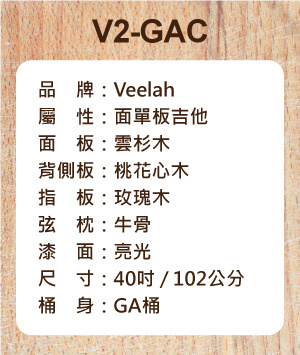 V2-GAC
品　牌：Veelah
屬　性：面單板吉他
面　板：雲杉木
背側板：桃花心木
指　板：玫瑰木
弦　枕：牛骨
漆　面：亮光
尺　寸：40吋 / 102公分
桶　身：GA桶